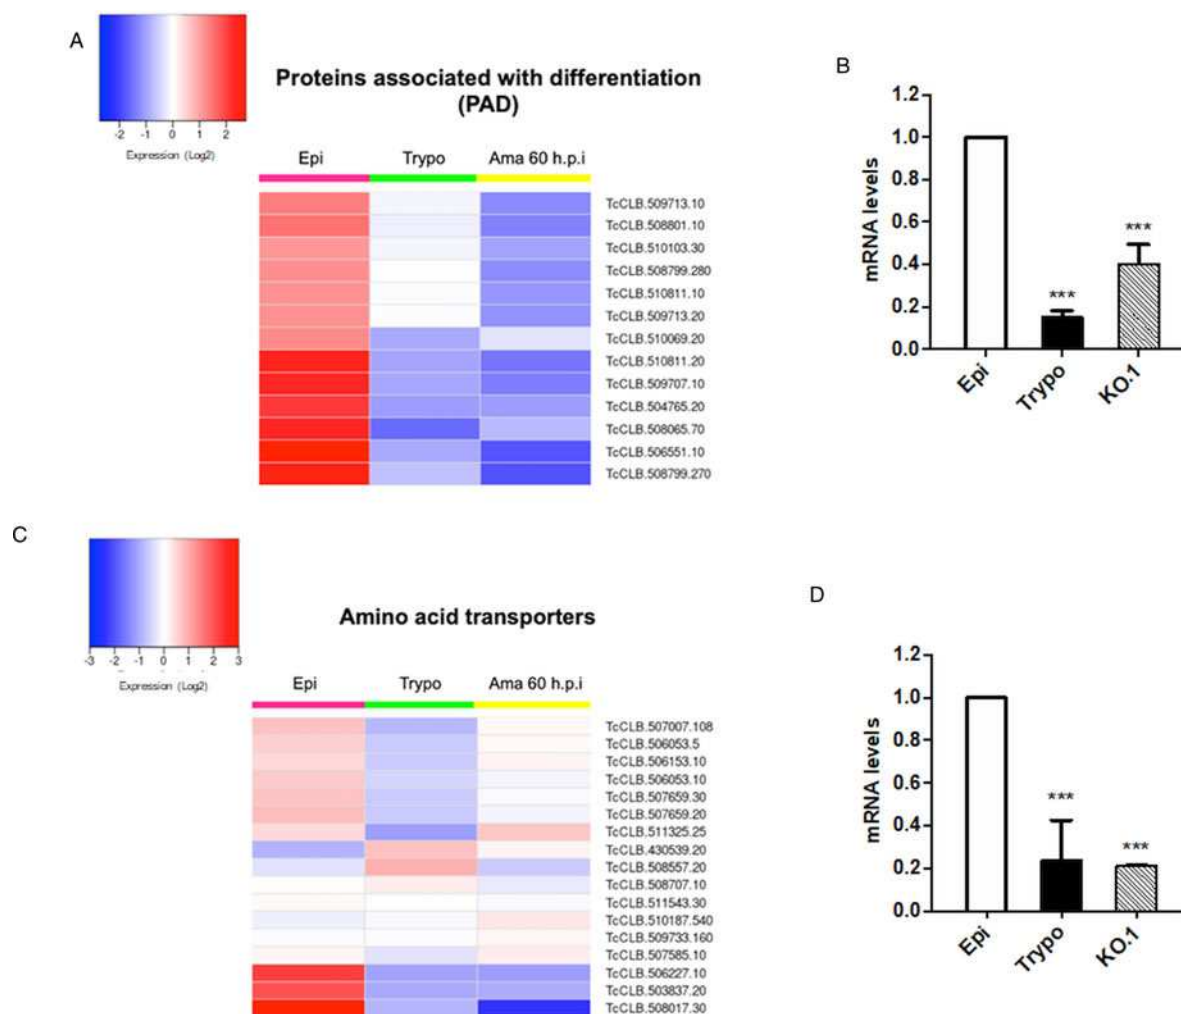 A
-2 -1 0 1 2
Expression (Log2)
Proteins associated with differentiation
(PAD)
Epi Trypo Ama 60 h.p.i
TcCLB.509713.10
TcCLB.508801.10
TcCLB.510103.30
TcCLB.508799.280
TcCLB.510811.10
TcCLB.509713.20
TcCLB.510069.20
TcCLB.510811.20
TcCLB.509707.10
TcCLB.504765.20
TcCLB.508065.70
TcCLB.506551.10
TcCLB.508799.270
B
mRNA levels
1.2
1.0
0.8
0.6
0.4
0.2
0.0
***
***
Epi
Trypo
KO.1
C
-3 -2 -1 0 1 2 3
Expression (Log2)
Amino acid transporters
Epi Trypo Ama 60 h.p.i
TcCLB.507007.108
TcCLB.506053.5
TcCLB.506153.10
TcCLB.506053.10
TcCLB.507659.30
TcCLB.507659.20
TcCLB.511325.25
TcCLB.430539.20
TcCLB.508557.20
TcCLB.508707.10
TcCLB.511543.30
TcCLB.510187.540
TcCLB.509733.160
TcCLB.507585.10
TcCLB.506227.10
TcCLB.503837.20
TcCLB.508017.30
D
mRNA levels
1.2
1.0
0.8
0.6
0.4
0.2
0.0
***
***
Epi
Trypo
KO.1